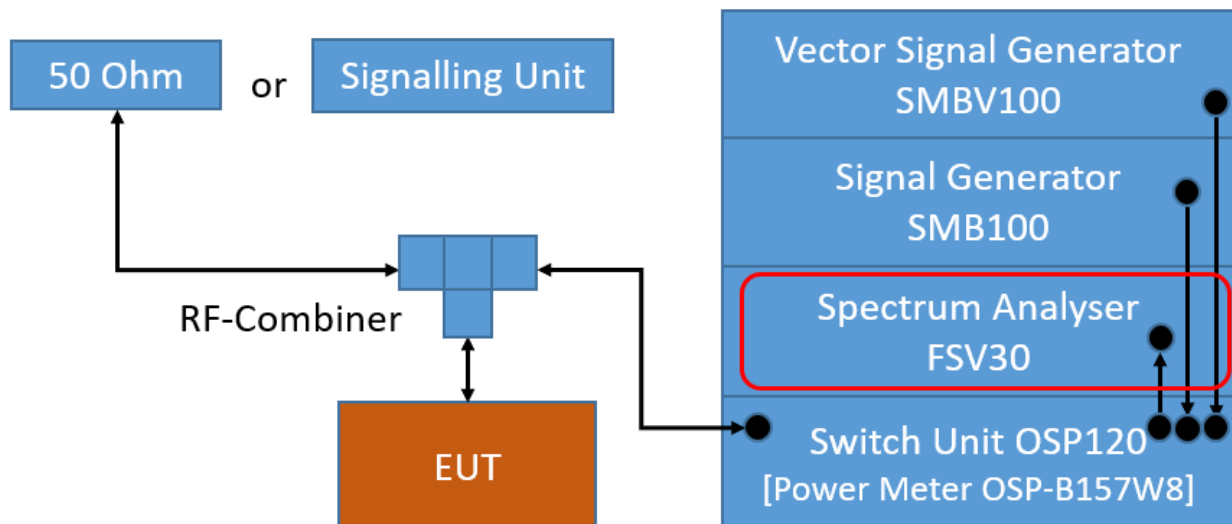 50 Ohm
or
Signalling Unit
RF-Combiner
EUT
Vector Signal Generator
SMBV100
Signal Generator
SMB100
Spectrum Analyser
FSV30
Switch Unit OSP120
[Power Meter OSP-B157W8]